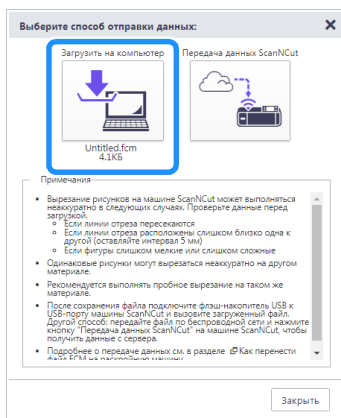 Выберите способ отправки данных:
Загрузить на компьютер
Передача данных ScanNCut
Untitled.fcm
4.1КБ
Примечания
• Вырезание рисунков на машине ScanNCut может выполняться
неаккуратно в следующих случаях. Проверьте данные перед
загрузкой.
○ Если линии отреза пересекаются
○ Если линии отреза расположены слишком близко одна к
другой (оставляйте интервал 5 мм)
○ Если фигуры слишком мелкие или слишком сложные
• Одинаковые рисунки могут вырезаться неаккуратно на другом
материале.
• Рекомендуется выполнять пробное вырезание на таком же
материале.
• После сохранения файла подключите флэш-накопитель USB к
USB-порту машины ScanNCut и вызовите загруженный файл.
Другой способ: передайте файл по беспроводной сети и нажмите
кнопку "Передача данных ScanNCut" на машине ScanNCut, чтобы
получить данные с сервера.
• Подробнее о передаче данных см. в разделе Как перенести
файл FCM на раскройную машину
Закрыть